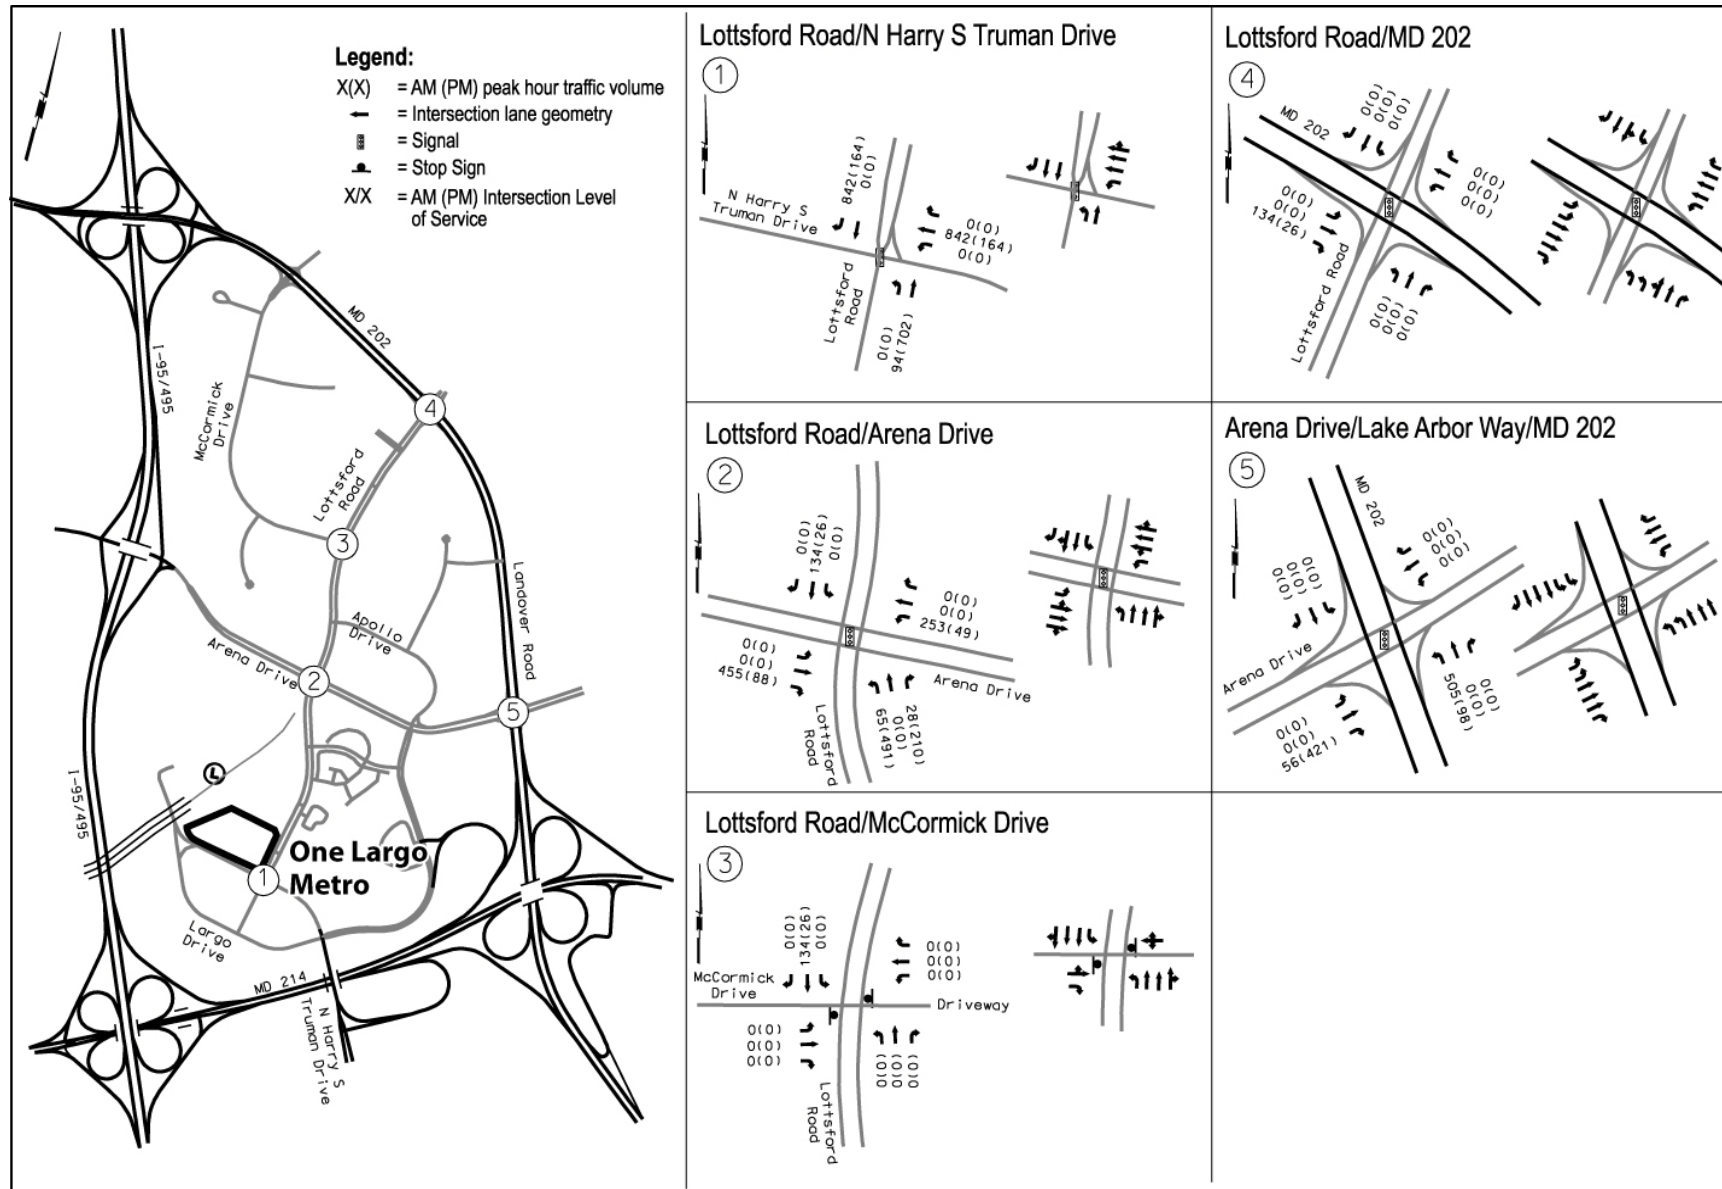 Legend:
X(X) = AM (PM) peak hour traffic volume
= Intersection lane geometry
= Signal
= Stop Sign
X/X = AM (PM) Intersection Level
of Service
MD 202
I-95/495
McCormick
Drive
4
Lottsford
Road
3
Landover Road
Apollo
Drive
Arena Drive
2
5
L
I-95/495
One Largo
Metro
1
Largo
Drive
MD 214
N Harry S
Truman Drive
Lottsford Road/N Harry S Truman Drive
1
842(164)
0(0)
N Harry S
Truman Drive
0(0)
842(164)
0(0)
Lottsford
Road
0(0)
94(702)
Lottsford Road/MD 202
4
MD 202
0(0)
0(0)
0(0)
0(0)
0(0)
0(0)
0(0)
0(0)
134(26)
Lottsford Road
0(0)
0(0)
0(0)
Lottsford Road/Arena Drive
2
0(0)
134(26)
0(0)
0(0)
0(0)
253(49)
0(0)
0(0)
455(88)
Arena Drive
Lottsford
Road
65(491)
0(0)
28(210)
Arena Drive/Lake Arbor Way/MD 202
5
MD 202
0(0)
0(0)
0(0)
0(0)
0(0)
0(0)
Arena Drive
0(0)
0(0)
56(421)
505(98)
0(0)
0(0)
Lottsford Road/McCormick Drive
3
0(0)
134(26)
0(0)
0(0)
0(0)
0(0)
McCormick
Drive
Driveway
0(0)
0(0)
0(0)
0(0)
0(0)
0(0)
Lottsford
Road